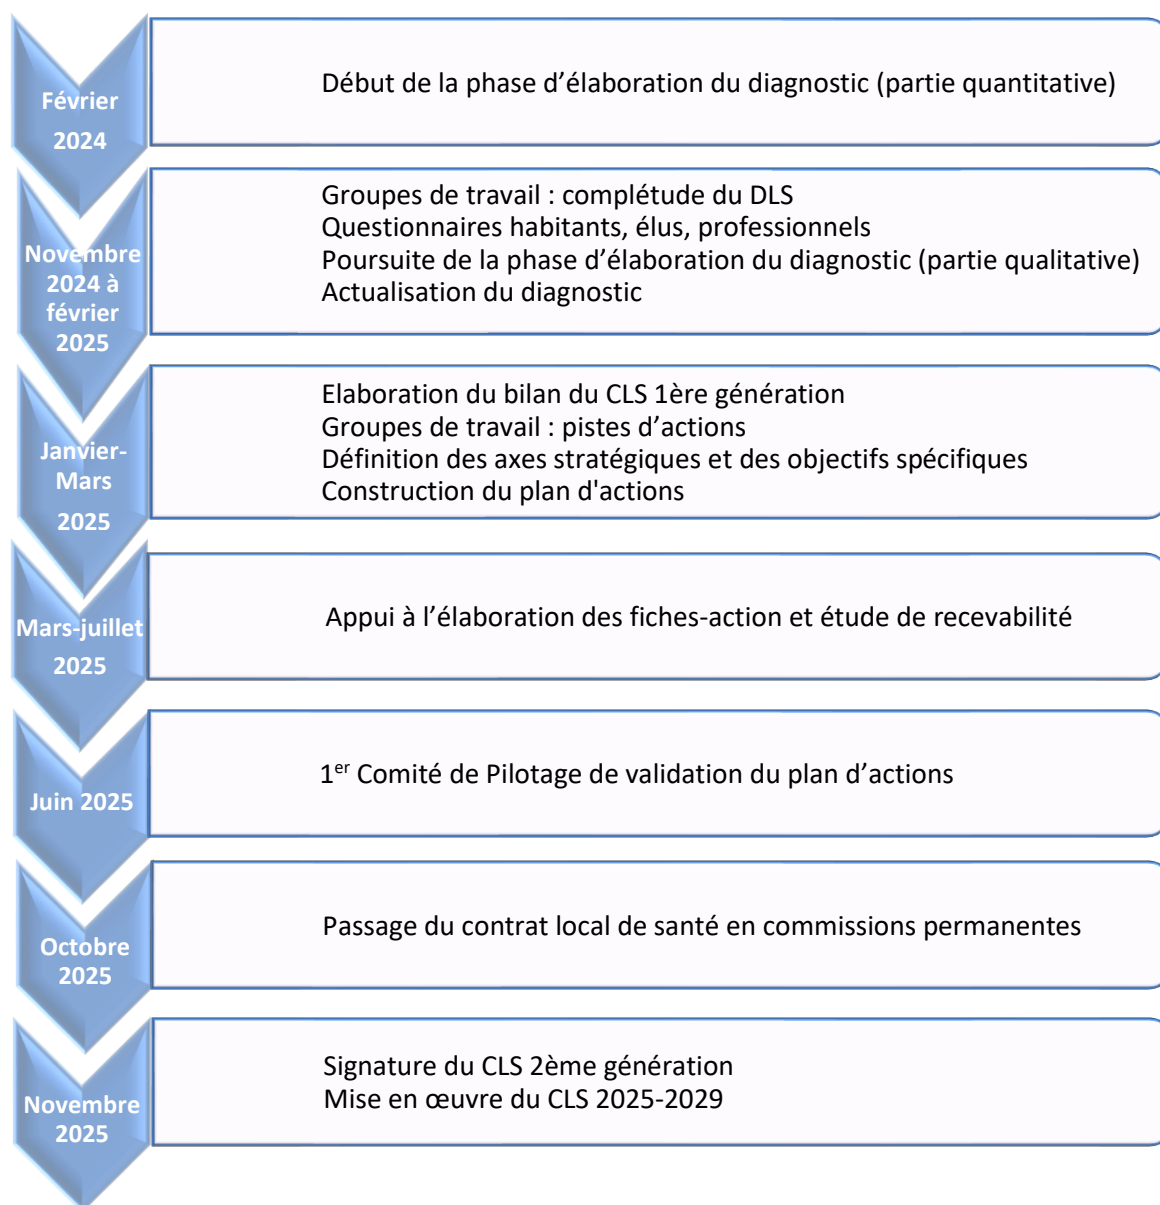 Février
2024
Début de la phase d’élaboration du diagnostic (partie quantitative)
Novembre
2024 à
février
2025
Groupes de travail : complétude du DLS
Questionnaires habitants, élus, professionnels
Poursuite de la phase d’élaboration du diagnostic (partie qualitative)
Actualisation du diagnostic
Janvier-
Mars
2025
Elaboration du bilan du CLS 1ère génération
Groupes de travail : pistes d’actions
Définition des axes stratégiques et des objectifs spécifiques
Construction du plan d'actions
Mars-juillet
2025
Appui à l’élaboration des fiches-action et étude de recevabilité
Juin 2025
1er Comité de Pilotage de validation du plan d’actions
Octobre
2025
Passage du contrat local de santé en commissions permanentes
Novembre
2025
Signature du CLS 2ème génération
Mise en œuvre du CLS 2025-2029